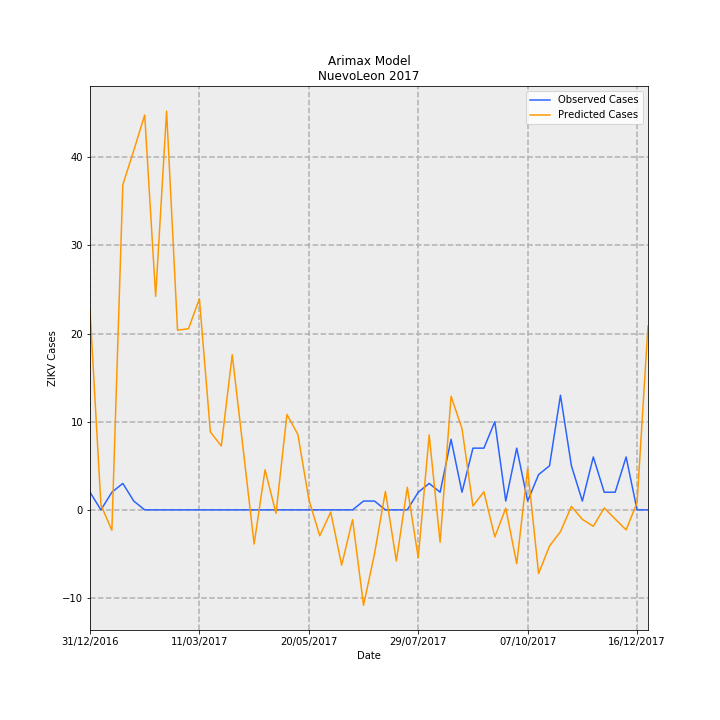 Arimax Model
NuevoLeon 2017
Observed Cases
Predicted Cases
ZIKV Cases
40
30
20
10
0
−10
31/12/2016 11/03/2017 20/05/2017 29/07/2017 07/10/2017 16/12/2017
Date